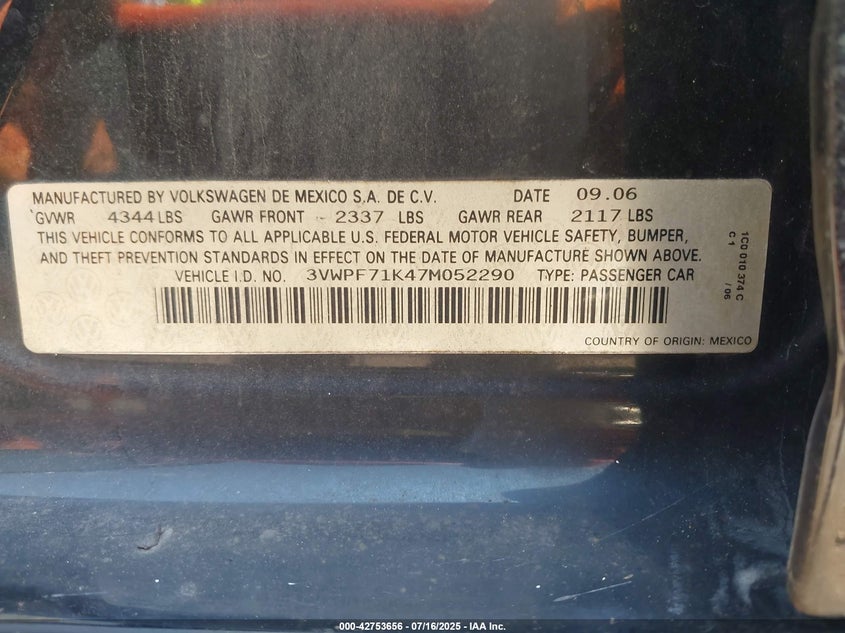 MANUFACTURED BY VOLKSWAGEN DE MEXICO S.A. DE C.V. DATE 09.06
GVWR 4344 LBS GAWR FRONT - 2337 LBS GAWR REAR 2117 LBS
THIS VEHICLE CONFORMS TO ALL APPLICABLE U.S. FEDERAL MOTOR VEHICLE SAFETY, BUMPER,
AND THEFT PREVENTION STANDARDS IN EFFECT ON THE DATE OF MANUFACTURE SHOWN ABOVE.
VEHICLE I.D. NO. 3VWPF71K47M052290 TYPE: PASSENGER CAR
COUNTRY OF ORIGIN: MEXICO
1C0 010 374 C / 06
C 1
000-42753656 - 07/16/2025 - IAA Inc.